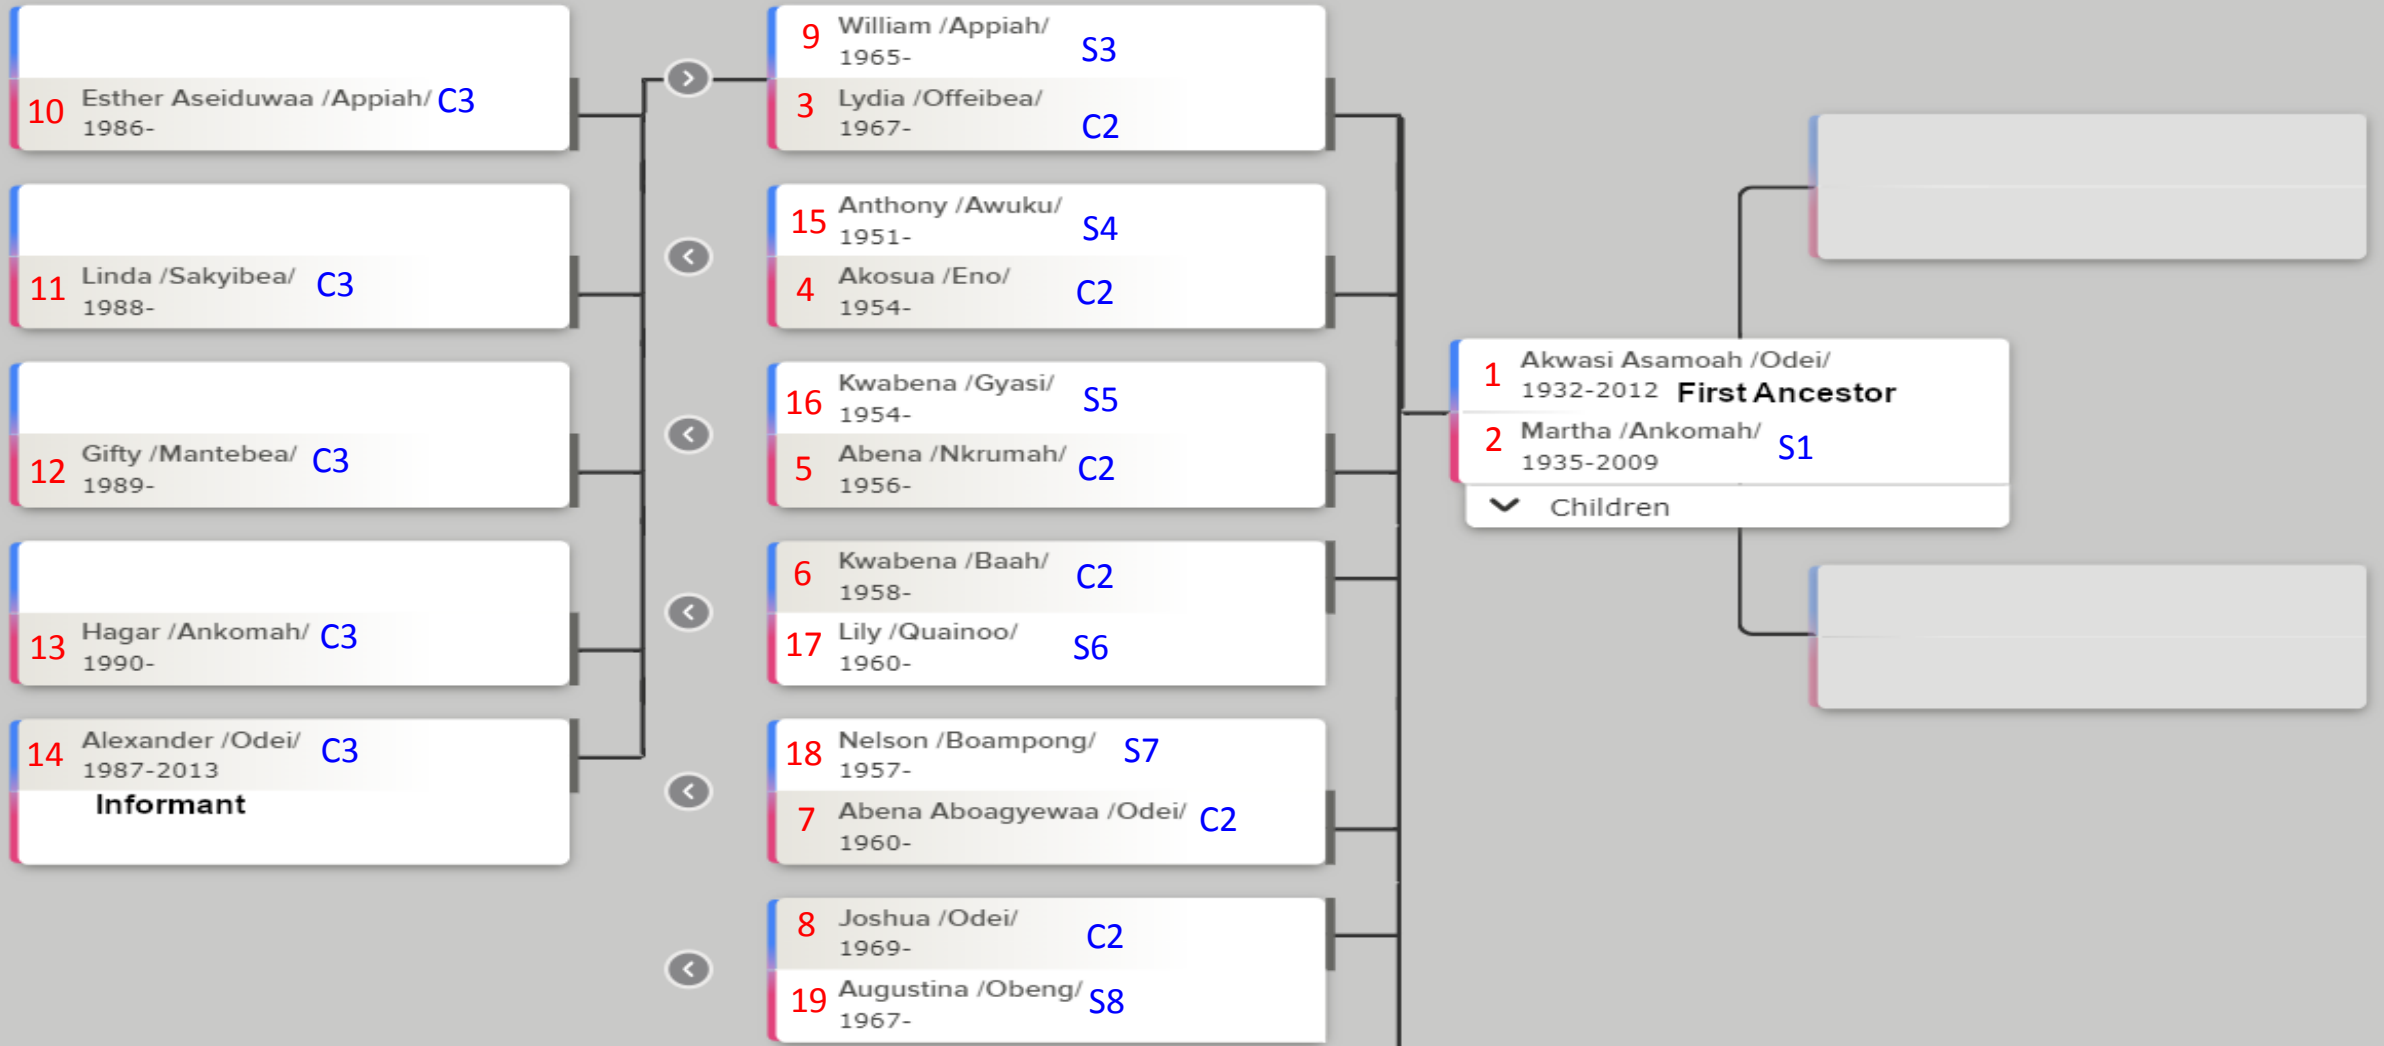 10 Esther Aseiduwaa /Appiah/ C3
1986-
11 Linda /Sakyibea/ C3
1988-
12 Gifty /Mantebea/ C3
1989-
13 Hagar /Ankomah/ C3
1990-
14 Alexander /Odei/ C3
1987-2013
Informant
9 William /Appiah/ S3
1965-
3 Lydia /Offeibea/ C2
1967-
15 Anthony /Awuku/ S4
1951-
4 Akosua /Eno/ C2
1954-
16 Kwabena /Gyasi/ S5
1954-
5 Abena /Nkrumah/ C2
1956-
6 Kwabena /Baah/ C2
1958-
17 Lily /Quainoo/ S6
1960-
18 Nelson /Boampong/ S7
1957-
7 Abena Aboagyewaa /Odei/ C2
1960-
8 Joshua /Odei/ C2
1969-
19 Augustina /Obeng/ S8
1967-
1 Akwasi Asamoah /Odei/
1932-2012 First Ancestor
2 Martha /Ankomah/ S1
1935-2009
Children